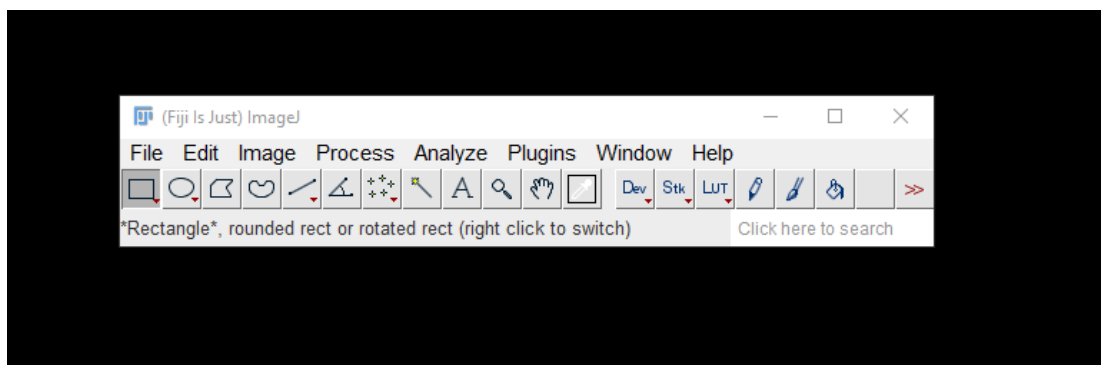 (Fiji Is Just) ImageJ
File Edit Image Process Analyze Plugins Window Help
A Dev Stk LUT >>
*Rectangle*, rounded rect or rotated rect (right click to switch) Click here to search